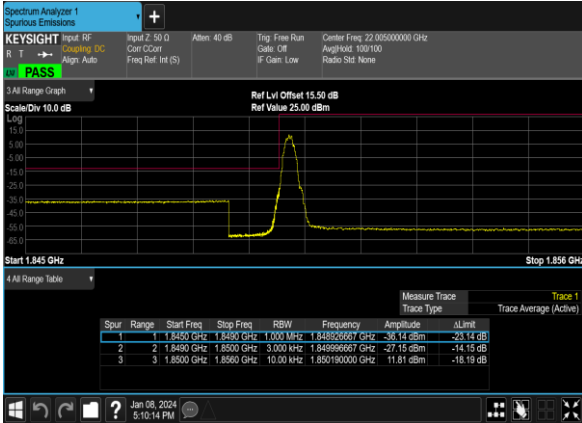 Spectrum Analyzer 1
Spurious Emissions
KEYSIGHT Input: RF Input Z: 50 Ω Atten: 40 dB Trig: Free Run Center Freq: 22.005000000 GHz
R T Coupling: DC Corr CCorr Gate: Off Avg|Hold: 100/100
Align: Auto Freq Ref: Int (S) IF Gain: Low Radio Std: None
PASS
3 All Range Graph
Ref Lvl Offset 15.50 dB
Scale/Div 10.0 dB Ref Value 25.00 dBm
Log
15.0
5.00
-5.00
-15.0
-25.0
-35.0
-45.0
-55.0
-65.0
Start 1.845 GHz Stop 1.856 GHz
4 All Range Table
Measure Trace Trace 1
Trace Type Trace Average (Active)
Spur Range Start Freq Stop Freq RBW Frequency Amplitude ΔLimit
1 1 1.8450 GHz 1.8490 GHz 1.000 MHz 1.848926667 GHz -36.14 dBm -23.14 dB
2 2 1.8490 GHz 1.8500 GHz 3.000 kHz 1.849996667 GHz -27.15 dBm -14.15 dB
3 3 1.8500 GHz 1.8560 GHz 10.00 kHz 1.850190000 GHz 11.81 dBm -18.19 dB
? Jan 08, 2024
5:10:14 PM